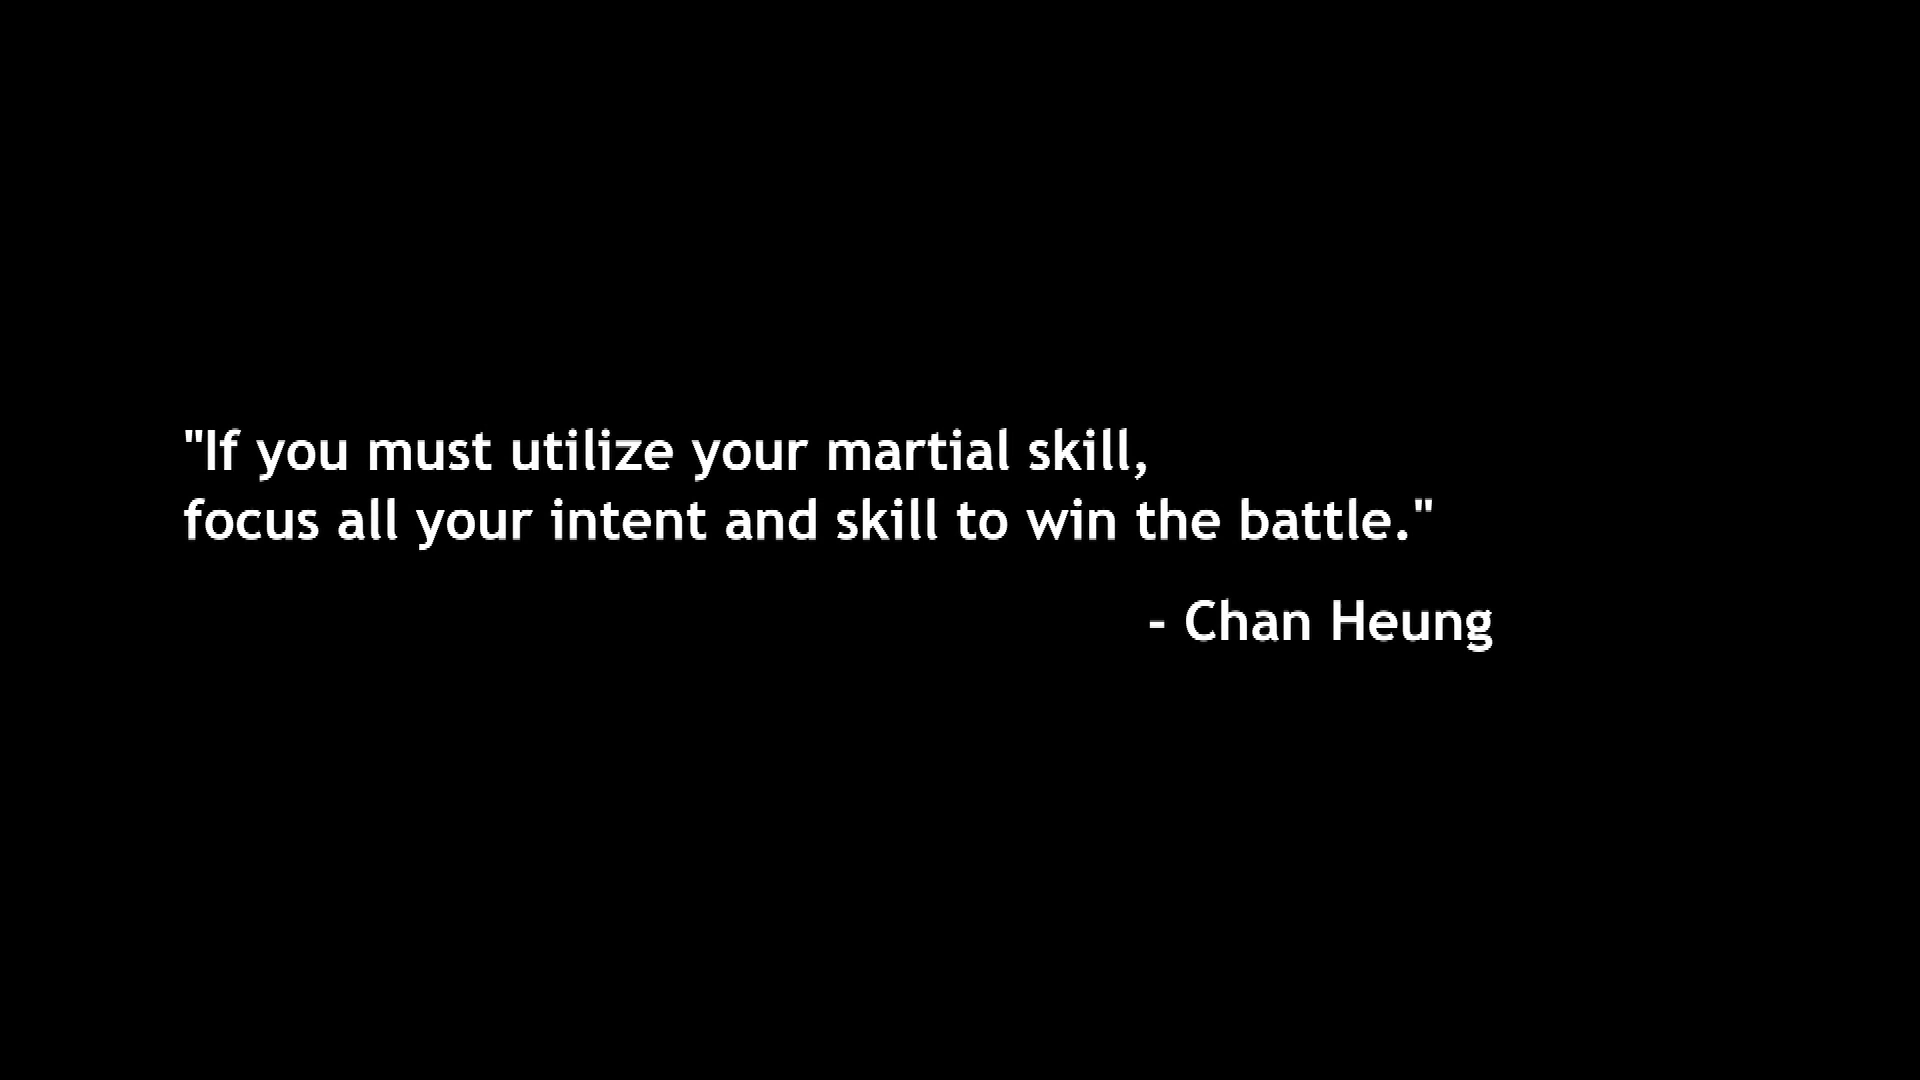 "If you must utilize your martial skill,
focus all your intent and skill to win the battle."
- Chan Heung